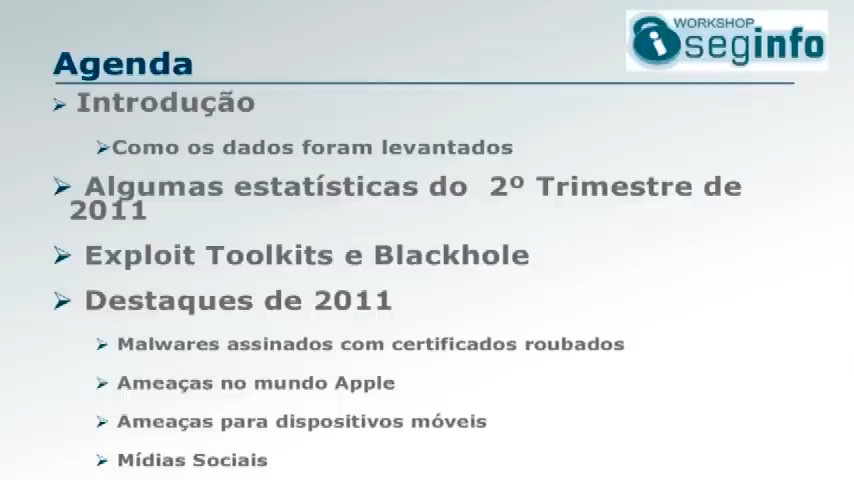 WORKSHOP
seginfo
Agenda
Introdução
Como os dados foram levantados
Algumas estatísticas do 2º Trimestre de
2011
Exploit Toolkits e Blackhole
Destaques de 2011
Malwares assinados com certificados roubados
Ameaças no mundo Apple
Ameaças para dispositivos móveis
Mídias Sociais